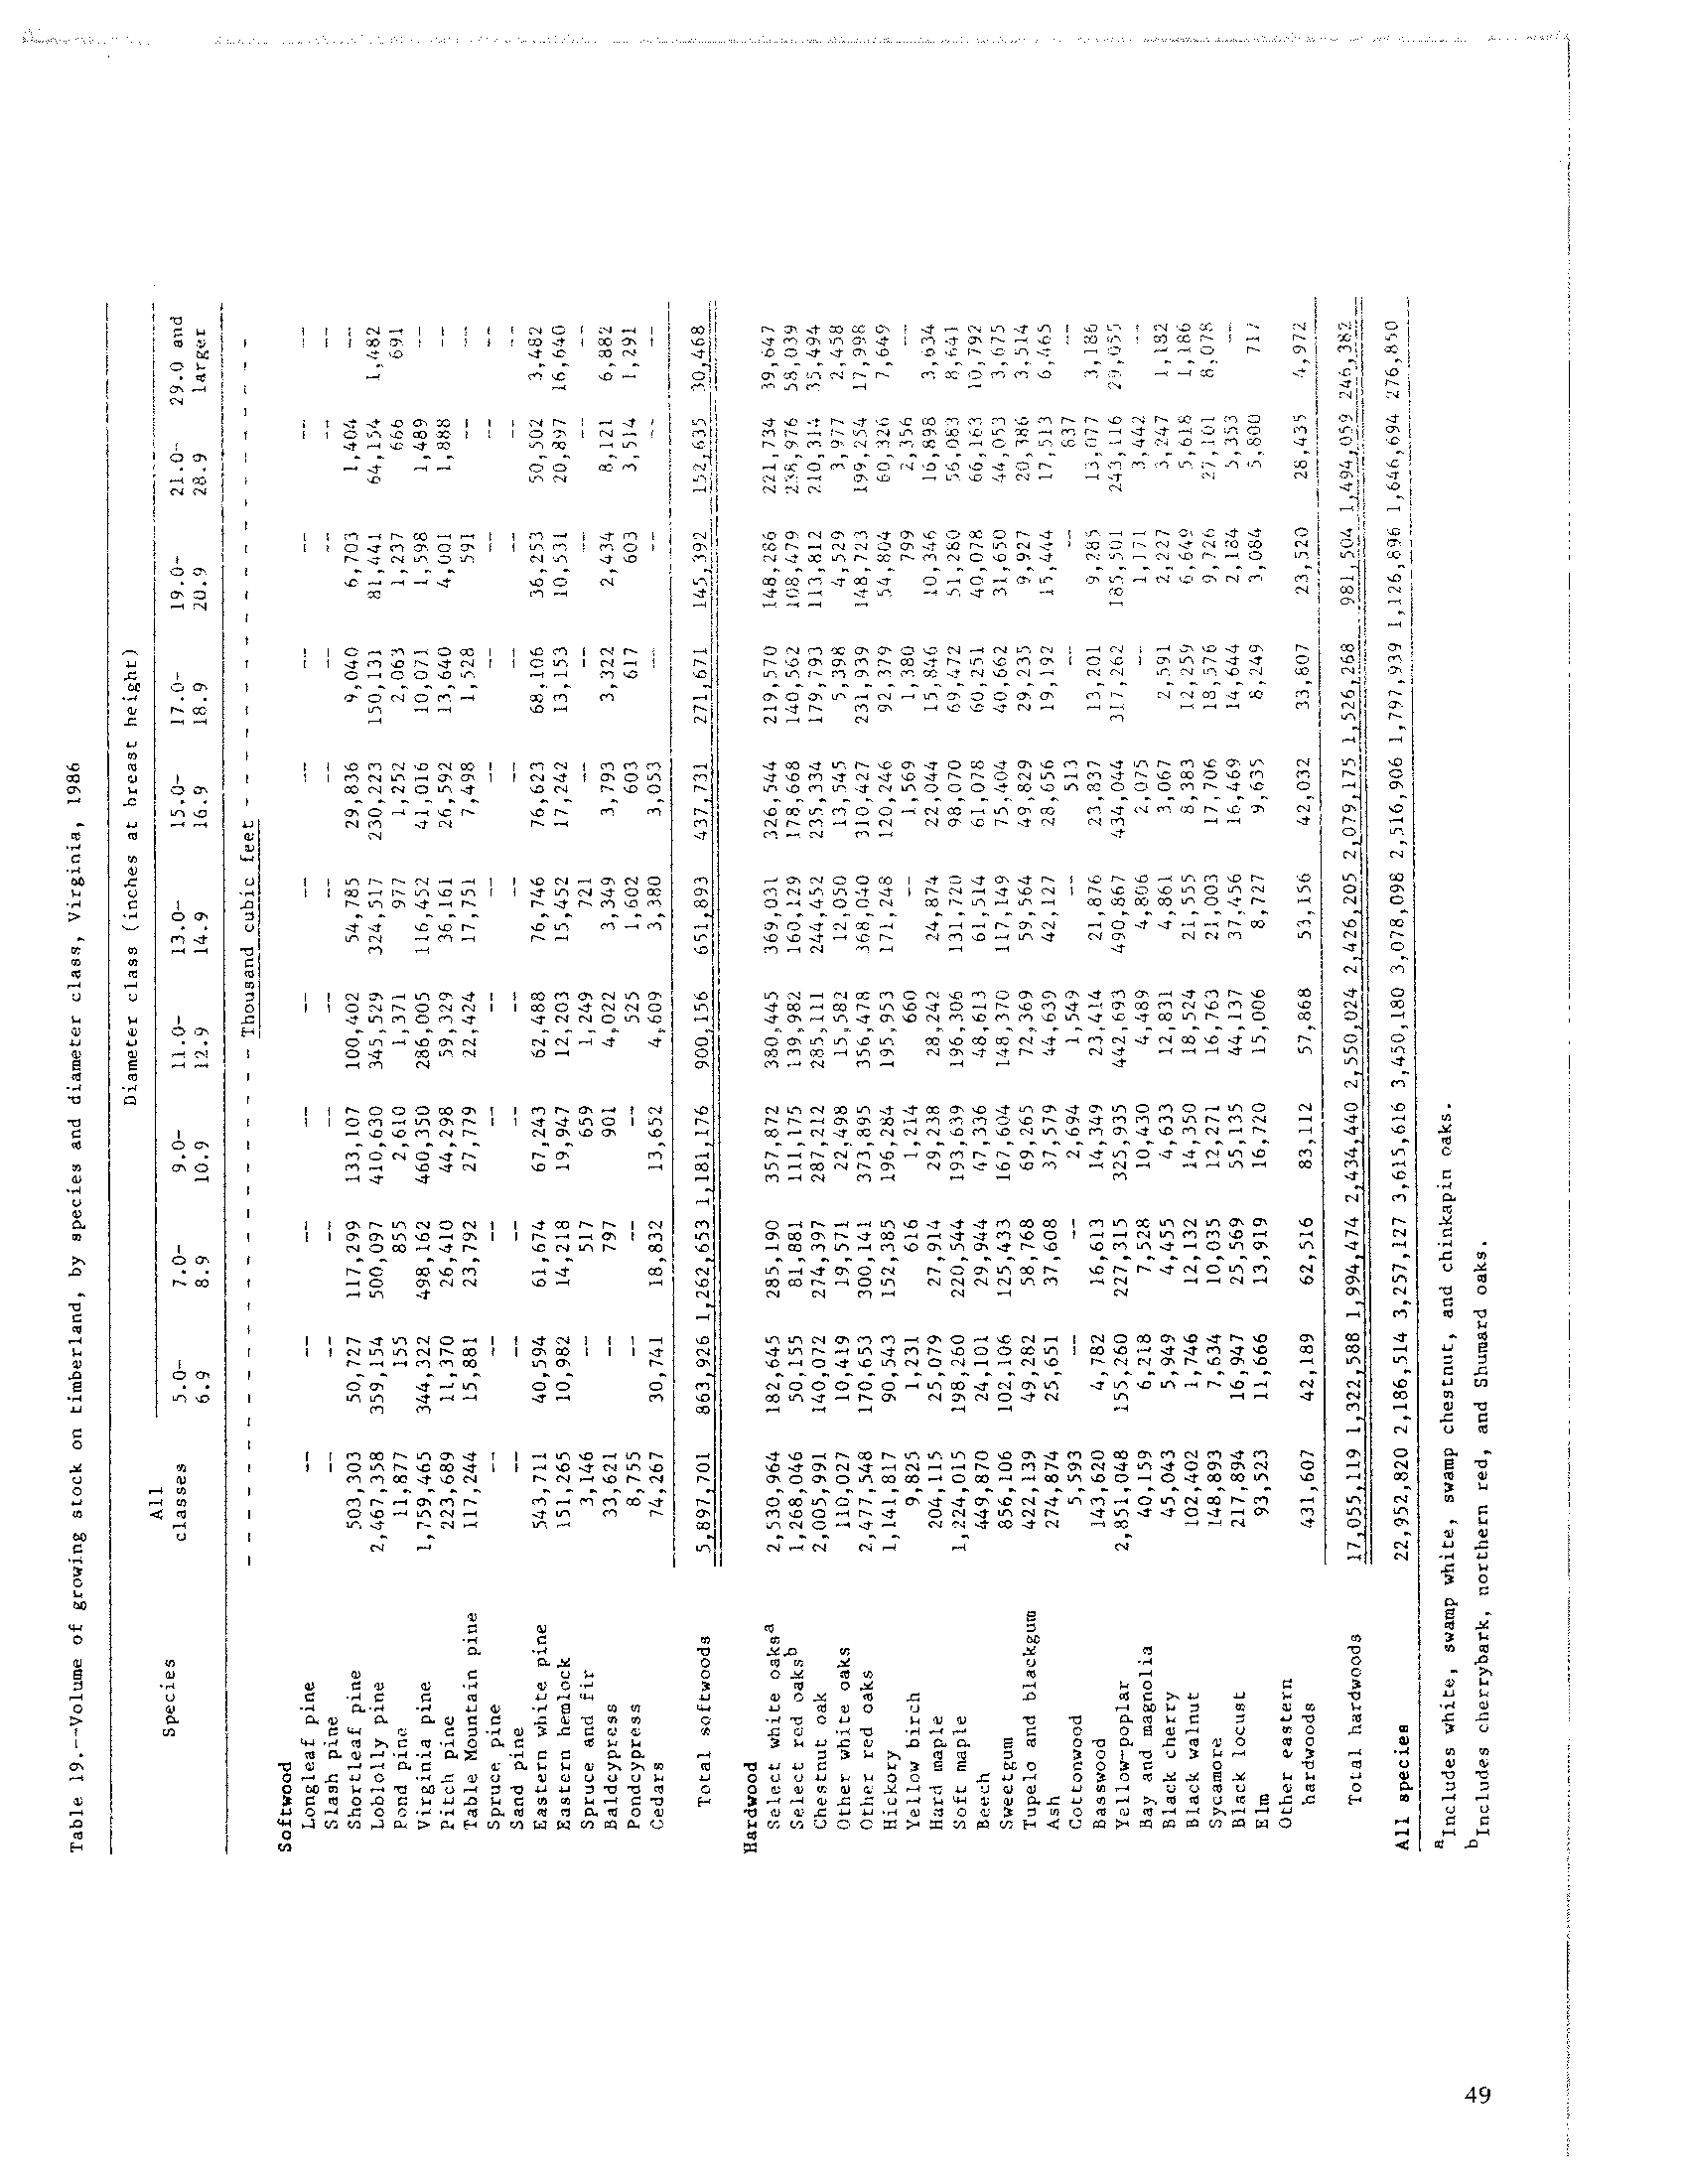 Table 19.--Volume of growing stock on timberland, by species and diameter class, Virginia, 1986
Diameter class (inches at breast height)
Species All classes 5.0-6.9 7.0-8.9 9.0-10.9 11.0-12.9 13.0-14.9 15.0-16.9 17.0-18.9 19.0-20.9 21.0-28.9 29.0 and larger
- - - - - Thousand cubic feet - - - - -
Softwood
Longleaf pine -- -- -- -- -- -- -- -- -- -- --
Slash pine -- -- -- -- -- -- -- -- -- -- --
Shortleaf pine 503,303 50,727 117,299 133,107 100,402 54,785 29,836 9,040 6,703 1,404 --
Loblolly pine 2,467,358 359,154 500,097 410,630 345,529 324,517 230,223 150,131 81,441 64,154 1,482
Pond pine 11,877 155 855 2,610 1,371 977 1,252 2,063 1,237 666 691
Virginia pine 1,759,465 344,322 498,162 460,350 286,005 116,452 41,016 10,071 1,598 1,489 --
Pitch pine 223,689 11,370 26,410 44,298 59,329 36,161 26,592 13,640 4,001 1,888 --
Table Mountain pine 117,244 15,881 23,792 27,779 22,424 17,751 7,498 1,528 591 -- --
Spruce pine -- -- -- -- -- -- -- -- -- -- --
Sand pine -- -- -- -- -- -- -- -- -- -- --
Eastern white pine 543,711 40,594 61,674 67,243 62,488 76,746 76,623 68,106 36,253 50,502 3,482
Eastern hemlock 151,265 10,982 14,218 19,947 12,203 15,452 17,242 13,153 10,531 20,897 16,640
Spruce and fir 3,146 -- 517 659 1,249 721 -- -- -- -- --
Baldcypress 33,621 -- 797 901 4,022 3,349 3,793 3,322 2,434 8,121 6,882
Pondcypress 8,755 -- -- -- 525 1,602 603 617 603 3,514 1,291
Cedars 74,267 30,741 18,832 13,652 4,609 3,380 3,053 -- -- -- --
Total softwoods 5,897,701 863,926 1,262,653 1,181,176 900,156 651,893 437,731 271,671 145,392 152,635 30,468
Hardwood
Select white oaks^a 2,530,964 182,645 285,190 357,872 380,445 369,031 326,544 219,570 148,286 221,734 39,647
Select red oaks^b 1,268,046 50,155 81,881 111,175 139,982 160,129 178,668 140,562 108,479 238,976 58,039
Chestnut oak 2,005,991 140,072 274,397 287,212 285,111 244,452 235,334 179,793 113,812 210,314 35,494
Other white oaks 110,027 10,419 19,571 22,498 15,582 12,050 13,545 5,398 4,529 3,977 2,458
Other red oaks 2,477,548 170,653 300,141 373,895 356,478 368,040 310,427 231,939 148,723 199,254 17,998
Hickory 1,141,817 90,543 152,385 196,284 195,953 171,248 120,246 92,379 54,804 60,326 7,649
Yellow birch 9,825 1,231 616 1,214 660 -- 1,569 1,380 799 2,356 --
Hard maple 204,115 25,079 27,914 29,238 28,242 24,874 22,044 15,846 10,346 16,898 3,634
Soft maple 1,224,015 198,260 220,544 193,639 196,306 131,720 98,070 69,472 51,280 56,083 8,641
Beech 449,870 24,101 29,944 47,336 48,613 61,514 61,078 60,251 40,078 66,163 10,792
Sweetgum 856,106 102,106 125,433 167,604 148,370 117,149 75,404 40,662 31,650 44,053 3,675
Tupelo and blackgum 422,139 49,282 58,768 69,265 72,369 59,564 49,829 29,235 9,927 20,386 3,514
Ash 274,874 25,651 37,608 37,579 44,639 42,127 28,656 19,192 15,444 17,513 6,465
Cottonwood 5,593 -- -- 2,694 1,549 -- 513 -- -- 837 --
Basswood 143,620 4,782 16,613 14,349 23,414 21,876 23,837 13,201 9,285 13,077 3,186
Yellow-poplar 2,851,048 155,260 227,315 325,935 442,693 490,867 434,044 317,262 185,501 243,116 29,055
Bay and magnolia 40,159 6,218 7,528 10,430 4,489 4,806 2,075 -- 1,171 3,442 --
Black cherry 45,043 5,949 4,455 4,633 12,831 4,861 3,067 2,591 2,227 3,247 1,182
Black walnut 102,402 1,746 12,132 14,350 18,524 21,555 8,383 12,259 6,649 5,618 1,186
Sycamore 148,893 7,634 10,035 12,271 16,763 21,003 17,706 18,576 9,726 27,101 8,078
Black locust 217,894 16,947 25,569 55,135 44,137 37,456 16,469 14,644 2,184 5,353 --
Elm 93,523 11,666 13,919 16,720 15,006 8,727 9,635 8,249 3,084 5,800 717
Other eastern
hardwoods 431,607 42,189 62,516 83,112 57,868 53,156 42,032 33,807 23,520 28,435 4,972
Total hardwoods 17,055,119 1,322,588 1,994,474 2,434,440 2,550,024 2,426,205 2,079,175 1,526,268 981,504 1,494,059 246,382
All species 22,952,820 2,186,514 3,257,127 3,615,616 3,450,180 3,078,098 2,516,906 1,797,939 1,126,896 1,646,694 276,850
^aIncludes white, swamp white, swamp chestnut, and chinkapin oaks.
^bIncludes cherrybark, northern red, and Shumard oaks.
49